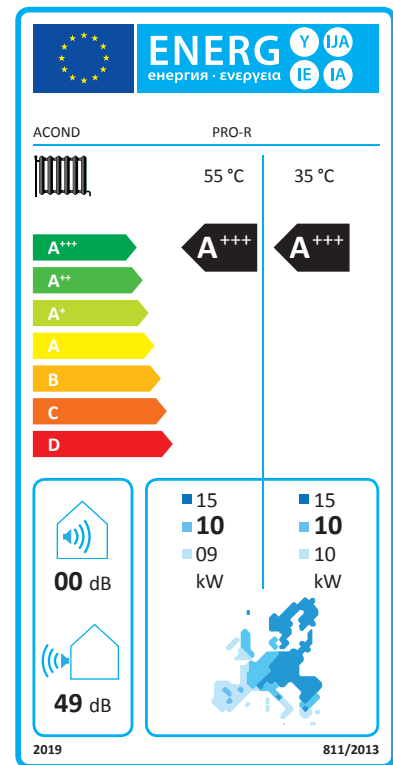 ENERG Y IJA
енергия · ενεργεια IE IA
ACOND PRO-R
55 °C 35 °C
A+++ A+++ A+++
A++
A+
A
B
C
D
15 15
10 10
09 10
kW kW
00 dB
49 dB
2019 811/2013